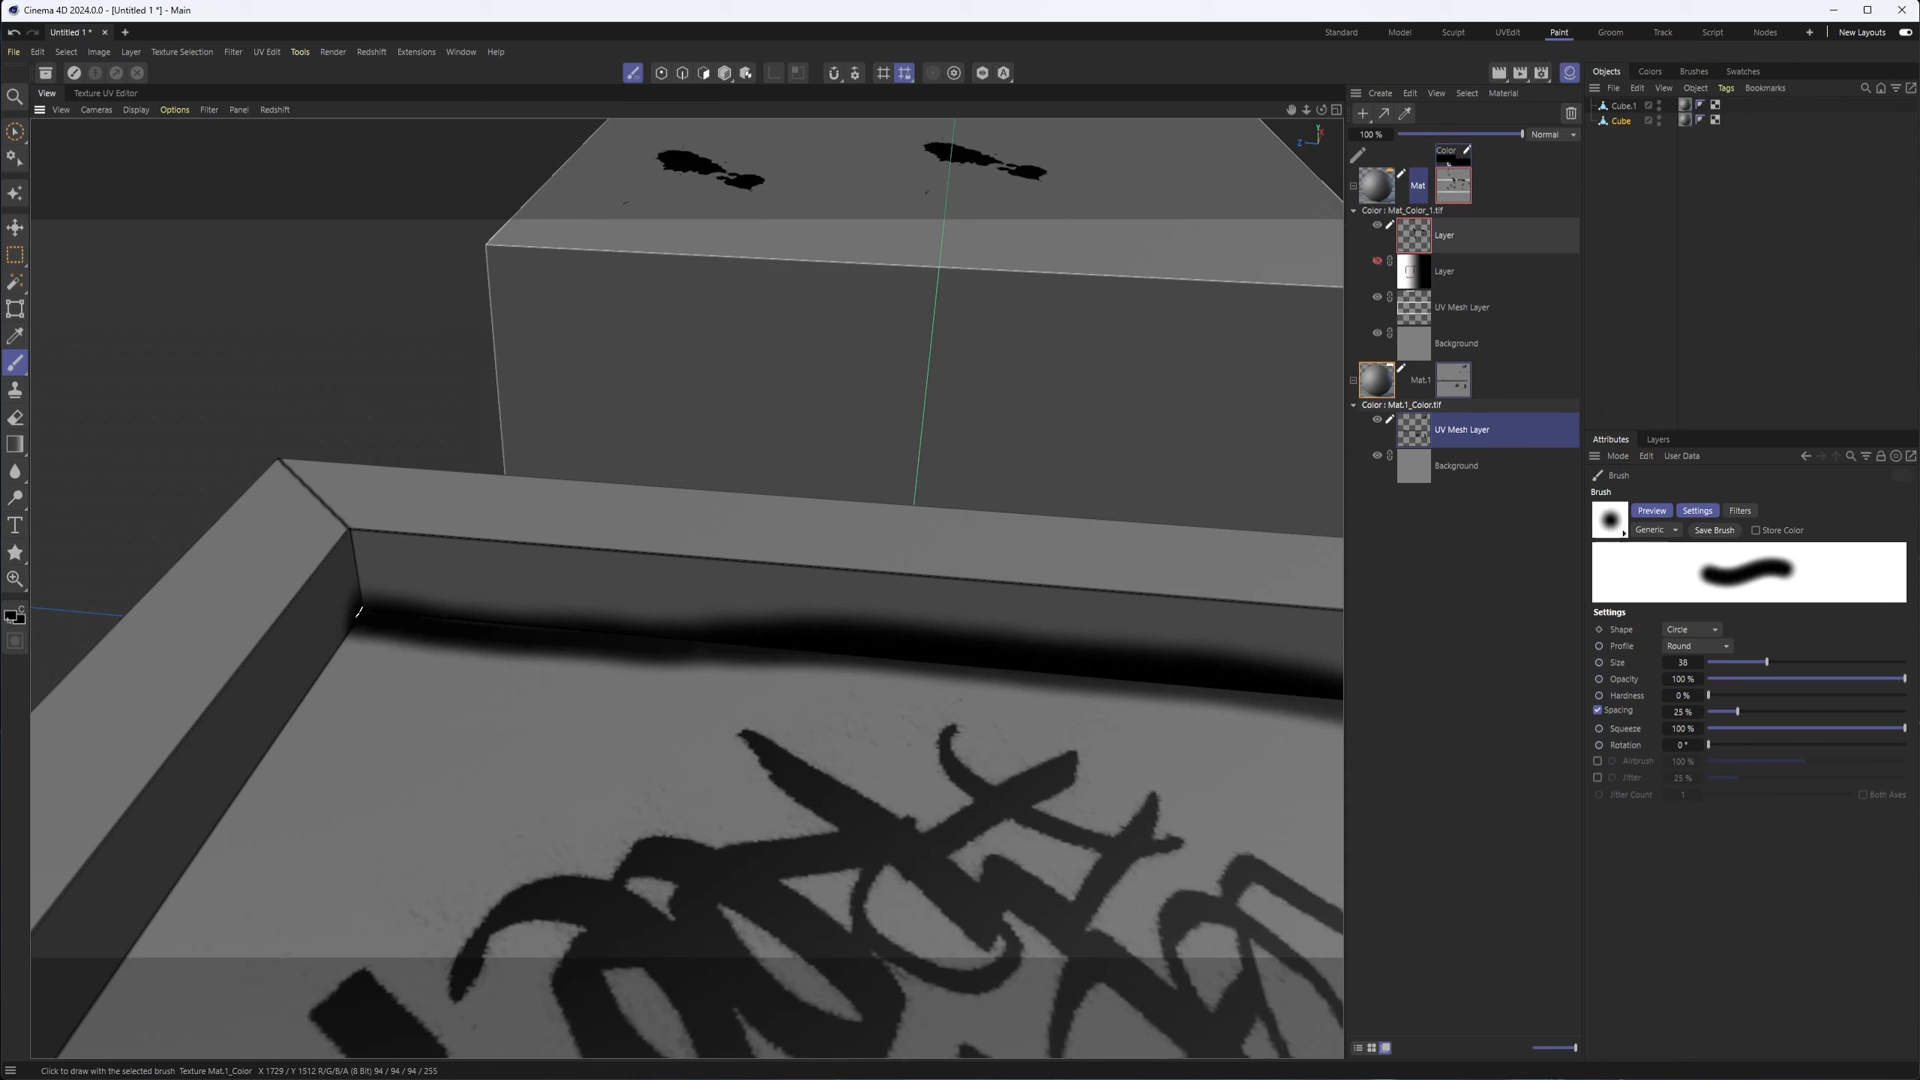 Cinema 4D 2024.0.0 - [Untitled 1 *] - Main
Untitled 1 *
Standard Model Sculpt UVEdit Paint Groom Track Script Nodes New Layouts
File Edit Select Image Layer Texture Selection Filter UV Edit Tools Render Redshift Extensions Window Help
View Texture UV Editor
View Cameras Display Options Filter Panel Redshift
Y
X
Z
Create Edit View Select Material
100 % Normal
Color
Mat
Color : Mat_Color_1.tif
Layer
Layer
UV Mesh Layer
Background
Mat.1
Color : Mat.1_Color.tif
UV Mesh Layer
Background
Objects Colors Brushes Swatches
File Edit View Object Tags Bookmarks
Cube.1
Cube
Attributes Layers
Mode Edit User Data
Brush
Brush
Preview Settings Filters
Generic Save Brush Store Color
Settings
Shape Circle
Profile Round
Size 38
Opacity 100 %
Hardness 0 %
Spacing 25 %
Squeeze 100 %
Rotation 0 °
Airbrush 100 %
Jitter 25 %
Jitter Count 1 Both Axes
Click to draw with the selected brush Texture Mat.1_Color X 1729 / Y 1512 R/G/B/A (8 Bit) 94 / 94 / 94 / 255